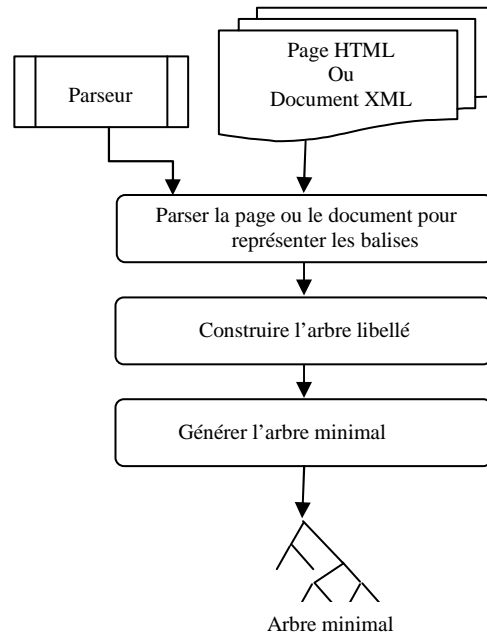 Page HTML
Ou
Document XML
Parseur
Parser la page ou le document pour
représenter les balises
Construire l’arbre libellé
Générer l’arbre minimal
Arbre minimal